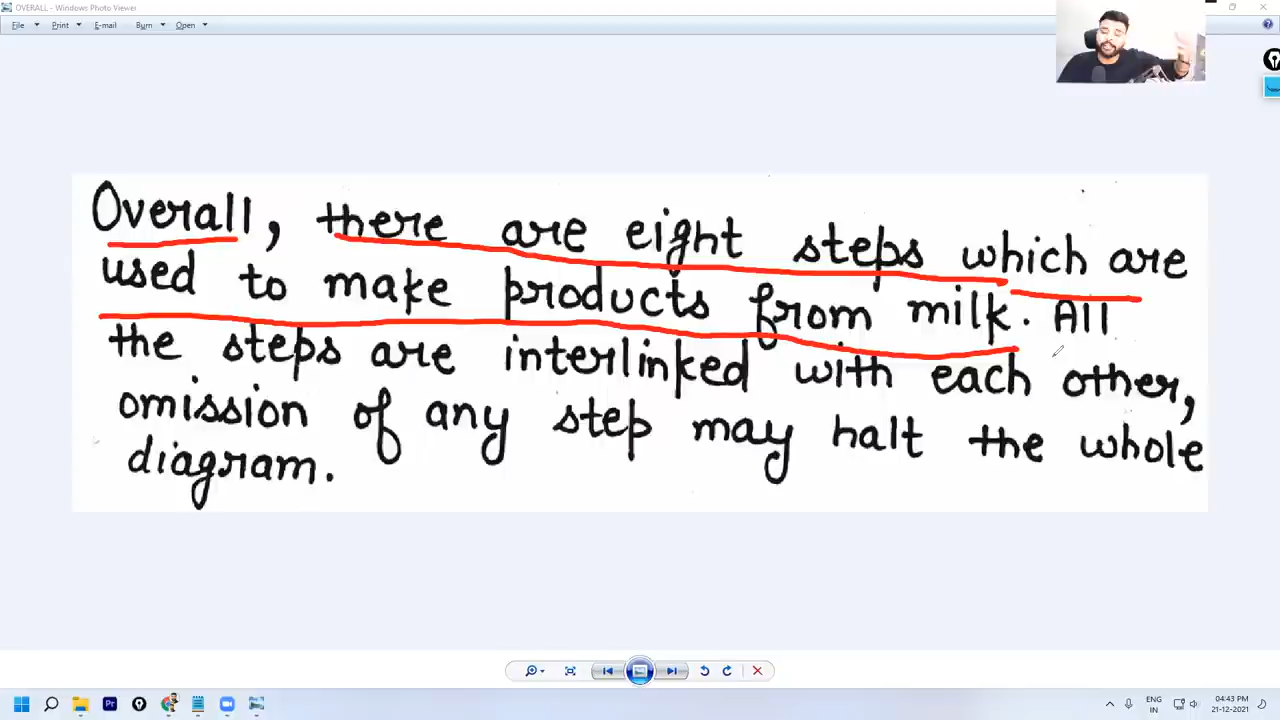 OVERALL - Windows Photo Viewer
File Print E-mail Burn Open
Overall, there are eight steps which are
used to make products from milk. All
the steps are interlinked with each other,
omission of any step may halt the whole
diagram.
ENG 04:43 PM
IN 21-12-2021